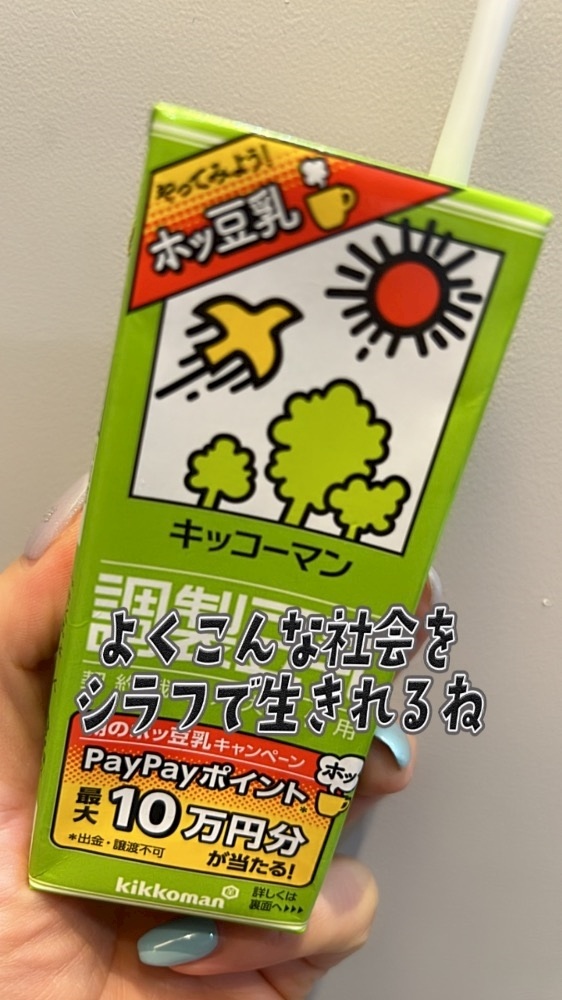 やってみよう!
ホッ豆乳
キッコーマン
調製
よくこんな社会を
シラフで生きれるね
のホッ豆乳キャンペーン
PayPayポイント*
ホッ
最大10万円分
*出金・譲渡不可
が当たる!
kikkoman
詳しくは
裏面へ▸▸▸